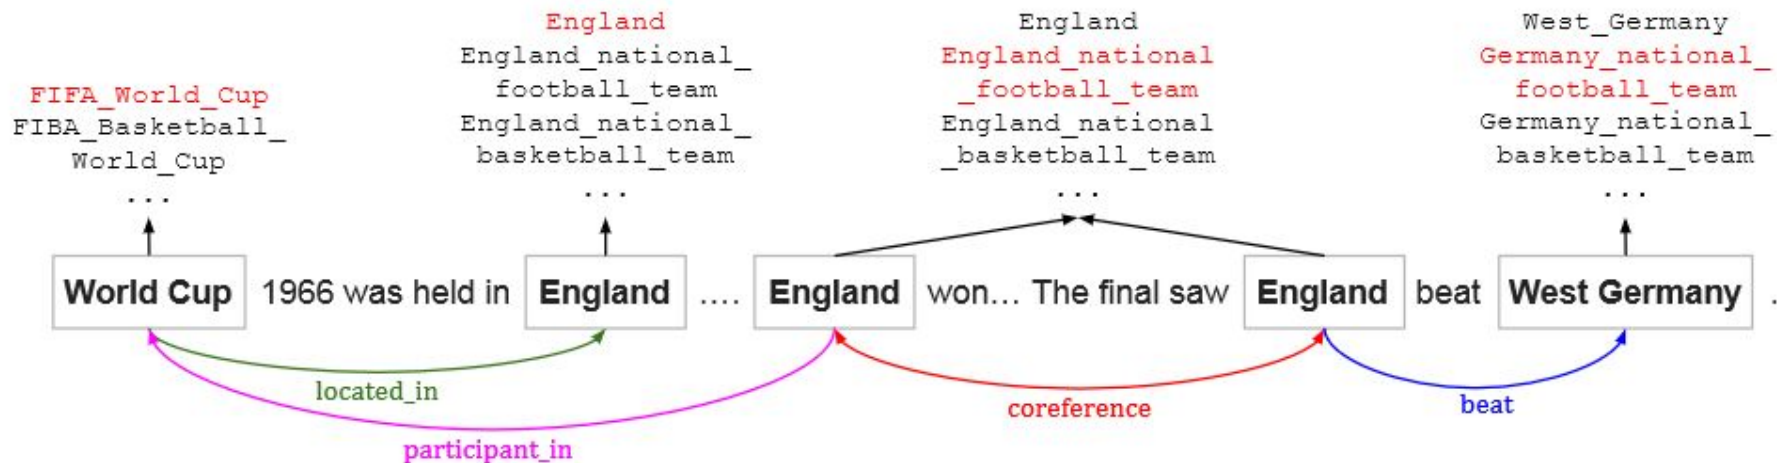 England
England_national_
football_team
England_national_
basketball_team
...
England
England_national
_football_team
England_national
_basketball_team
...
West_Germany
Germany_national_
football_team
Germany_national_
basketball_team
...
FIFA_World_Cup
FIBA_Basketball_
World_Cup
...
World Cup 1966 was held in England .... England won... The final saw England beat West Germany .
located_in
participant_in
coreference
beat